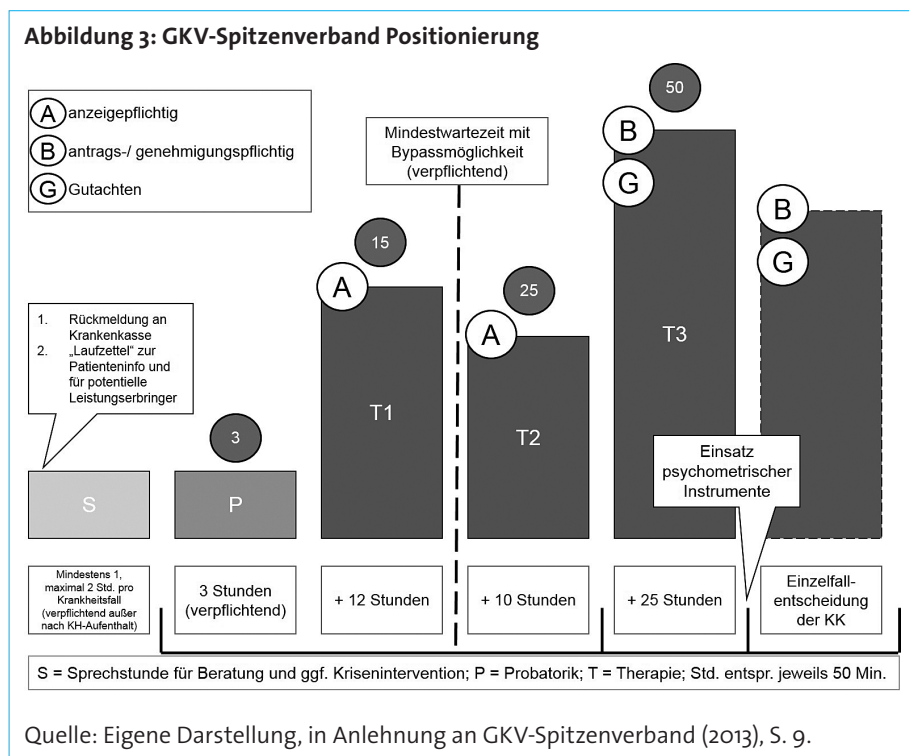 Abbildung 3: GKV-Spitzenverband Positionierung
A anzeigepflichtig
B antrags-/ genehmigungspflichtig
G Gutachten
Mindestwartezeit mit
Bypassmöglichkeit
(verpflichtend)
50
B
G
15
A
25
A
B
G
1. Rückmeldung an
Krankenkasse
2. „Laufzettel“ zur
Patienteninfo und
für potentielle
Leistungserbringer
3
S
P
T1
T2
T3
Einsatz
psychometrischer
Instrumente
Mindestens 1,
maximal 2 Std. pro
Krankheitsfall
(verpflichtend außer
nach KH-Aufenthalt)
3 Stunden
(verpflichtend)
+ 12 Stunden
+ 10 Stunden
+ 25 Stunden
Einzelfall-
entscheidung
der KK
S = Sprechstunde für Beratung und ggf. Krisenintervention; P = Probatorik; T = Therapie; Std. entspr. jeweils 50 Min.
Quelle: Eigene Darstellung, in Anlehnung an GKV-Spitzenverband (2013), S. 9.